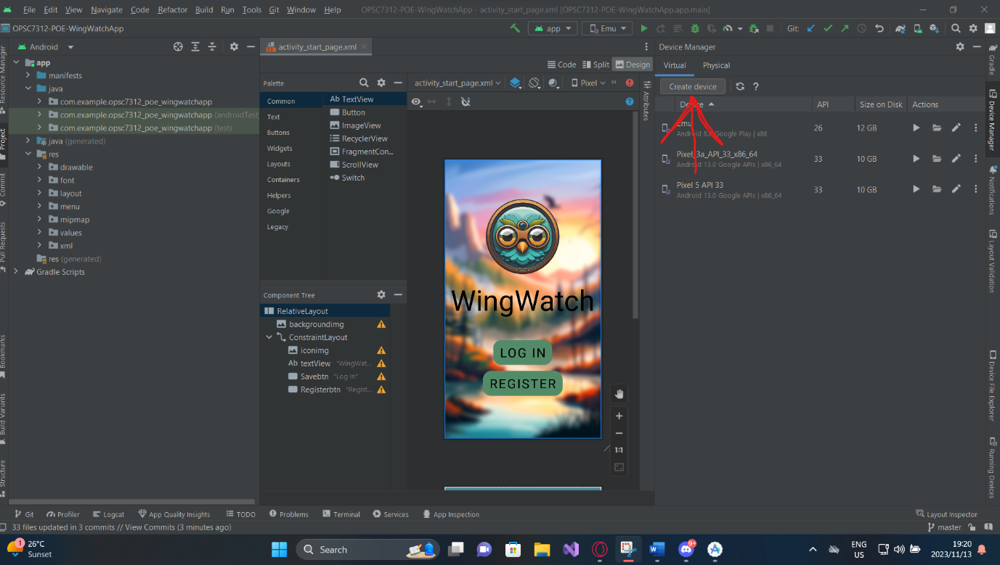 File Edit View Navigate Code Refactor Build Run Tools Git Window Help OPSC7312-POE-WingWatchApp - activity_start_page.xml [OPSC7312-POE-WingWatchApp.app.main]
OPSC7312-POE-WingWatchApp
app
Emu
Git:
Resource Manager
Project
Commit
Pull Requests
Bookmarks
Build Variants
Structure
Android
app
manifests
java
com.example.opsc7312_poe_wingwatchapp
com.example.opsc7312_poe_wingwatchapp (androidTest
com.example.opsc7312_poe_wingwatchapp (test)
java (generated)
res
drawable
font
layout
menu
mipmap
values
xml
res (generated)
Gradle Scripts
activity_start_page.xml
Code Split Design
Palette
Common
Text
Buttons
Widgets
Layouts
Containers
Helpers
Google
Legacy
Ab TextView
Button
ImageView
RecyclerView
FragmentCon...
ScrollView
Switch
Component Tree
RelativeLayout
backgroundimg
ConstraintLayout
iconimg
Ab textView "WingWat...
Savebtn "Log in"
Registerbtn "Regist...
activity_start_page.xml
Pixel
Attributes
WingWatch
LOG IN
REGISTER
1:1
Device Manager
Virtual Physical
Create device
?
Device API Size on Disk Actions
Emu 26 12 GB
Android 8.0 Google Play | x86
Pixel_3a_API_33_x86_64 33 10 GB
Android 13.0 Google APIs | x86_64
Pixel 5 API 33 33 10 GB
Android 13.0 Google APIs | x86_64
Gradle
Device Manager
Notifications
Layout Validation
Device File Explorer
Running Devices
Git Profiler Logcat App Quality Insights TODO Problems Terminal Services App Inspection Layout Inspector
33 files updated in 3 commits // View Commits (3 minutes ago)
master
1
26°C
Sunset
Search
9+
ENG
US
19:20
2023/11/13